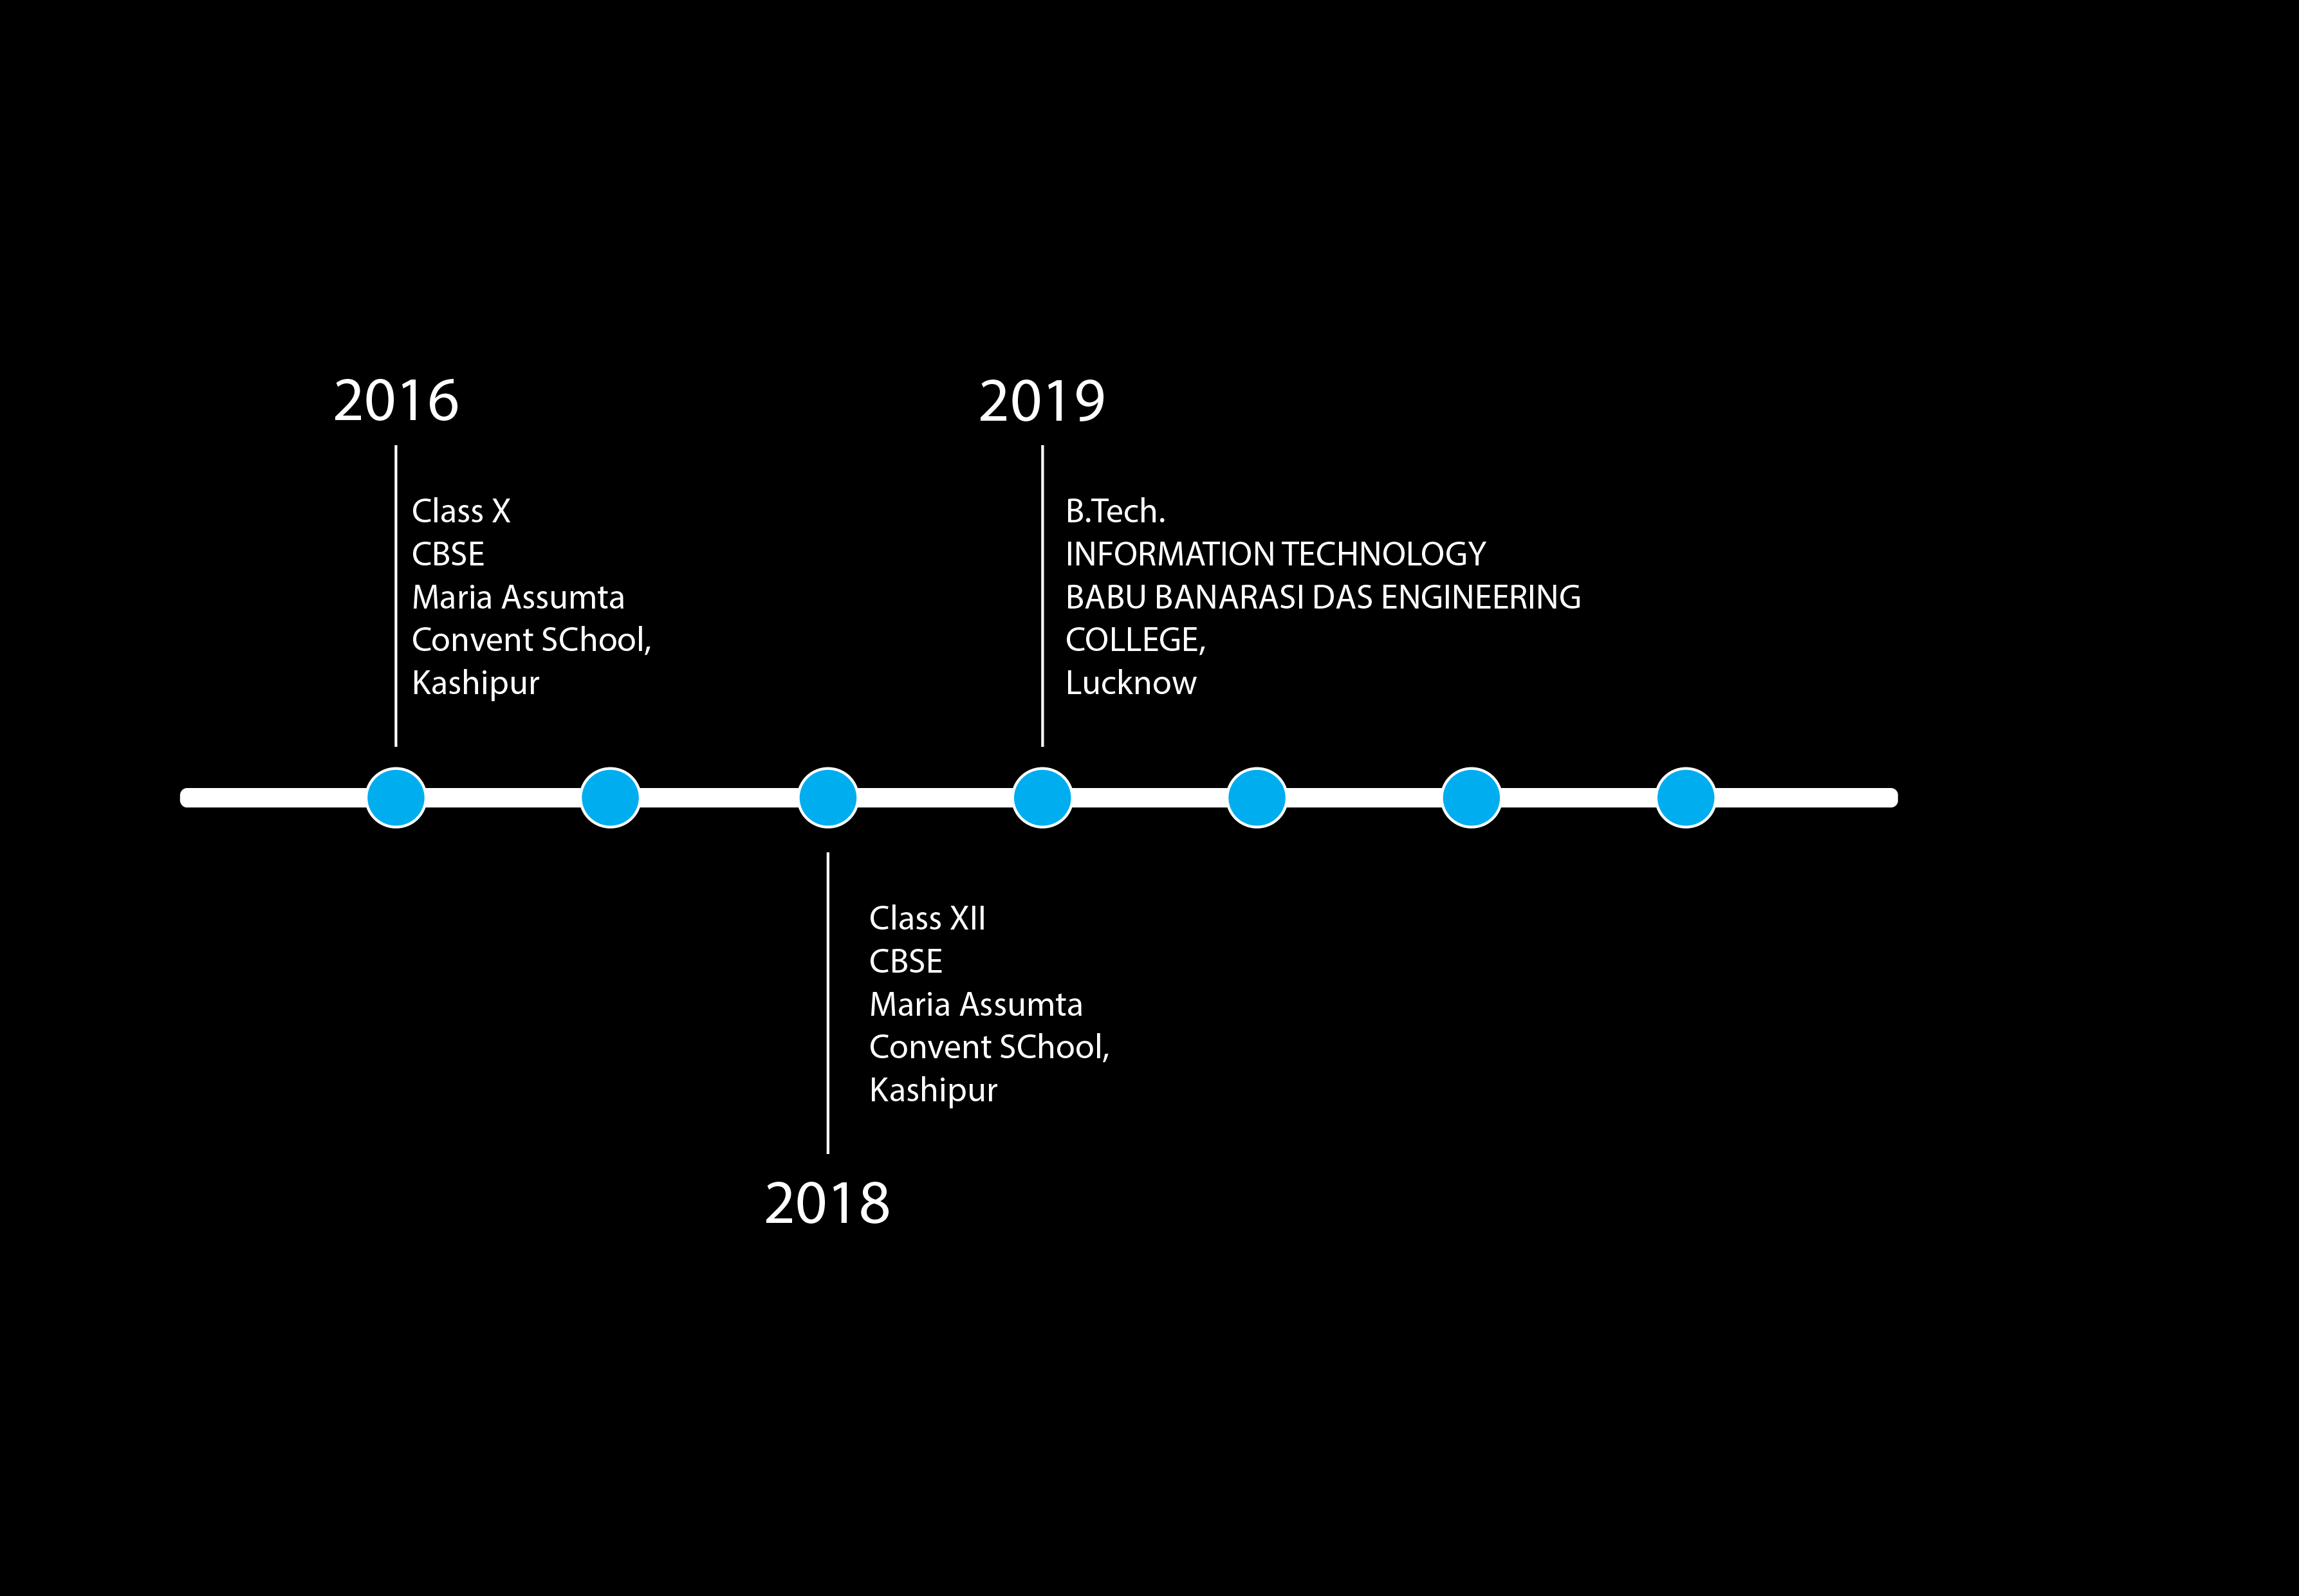 2016
Class X
CBSE
Maria Assumta
Convent SChool,
Kashipur
2019
B.Tech.
INFORMATION TECHNOLOGY
BABU BANARASI DAS ENGINEERING
COLLEGE,
Lucknow
Class XII
CBSE
Maria Assumta
Convent SChool,
Kashipur
2018